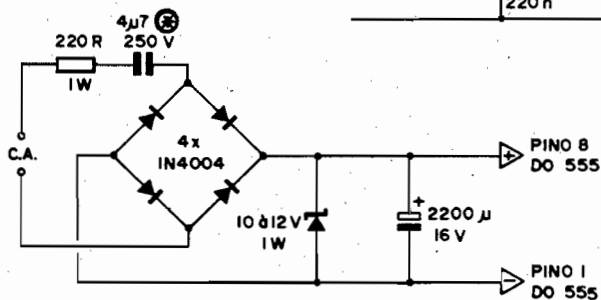 220 n
4µ7 ✱
220 R
250 V
1W
4x
1N4004
C.A.
PINO 8
DO 555
+
10 à 12 V
1W
+
2200 µ
16 V
PINO 1
DO 555
−